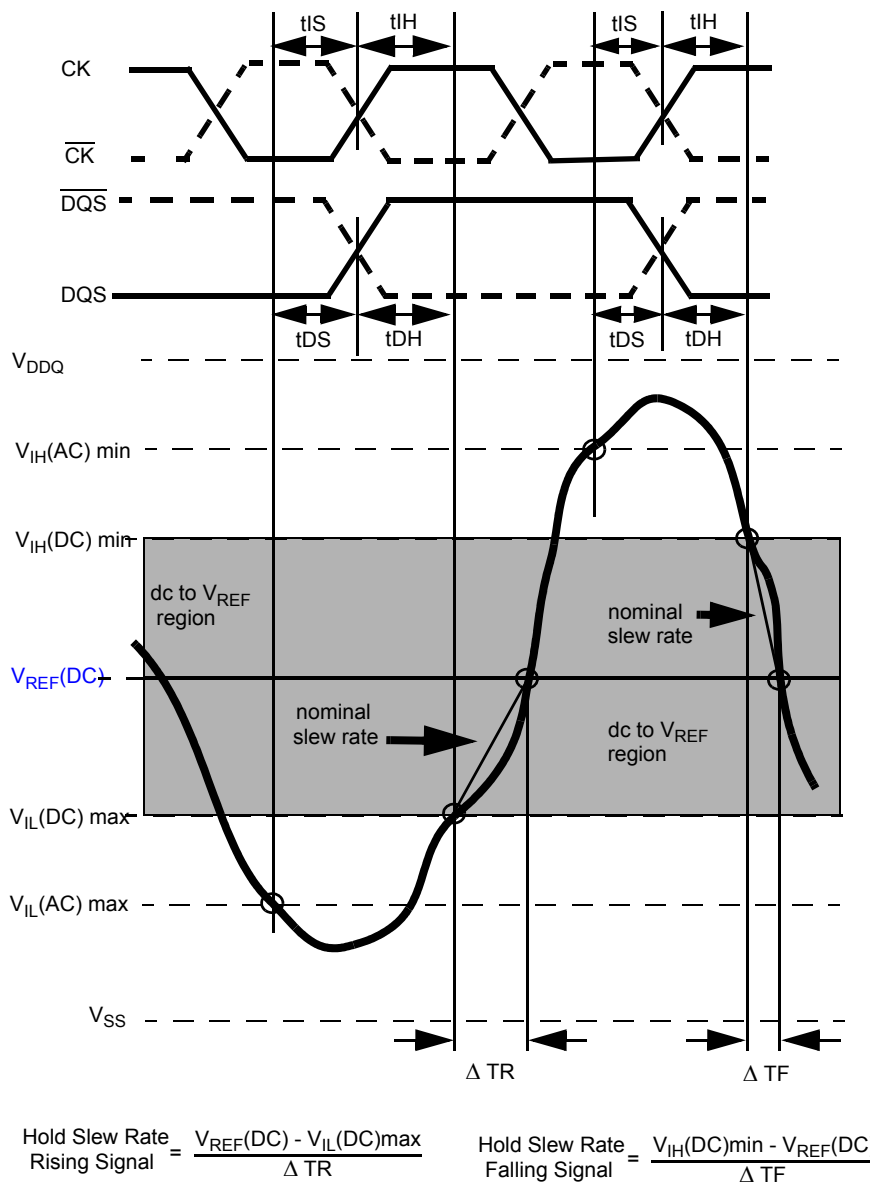 tIS tIH tIS tIH
CK
CK
DQS
DQS
tDS tDH tDS tDH
VDDQ
VIH(AC) min
VIH(DC) min
dc to VREF
region
nominal
slew rate
VREF(DC)
nominal
slew rate
dc to VREF
region
VIL(DC) max
VIL(AC) max
VSS
Δ TR Δ TF
Hold Slew Rate
Rising Signal = VREF(DC) - VIL(DC)max
Δ TR
Hold Slew Rate
Falling Signal = VIH(DC)min - VREF(DC
Δ TF